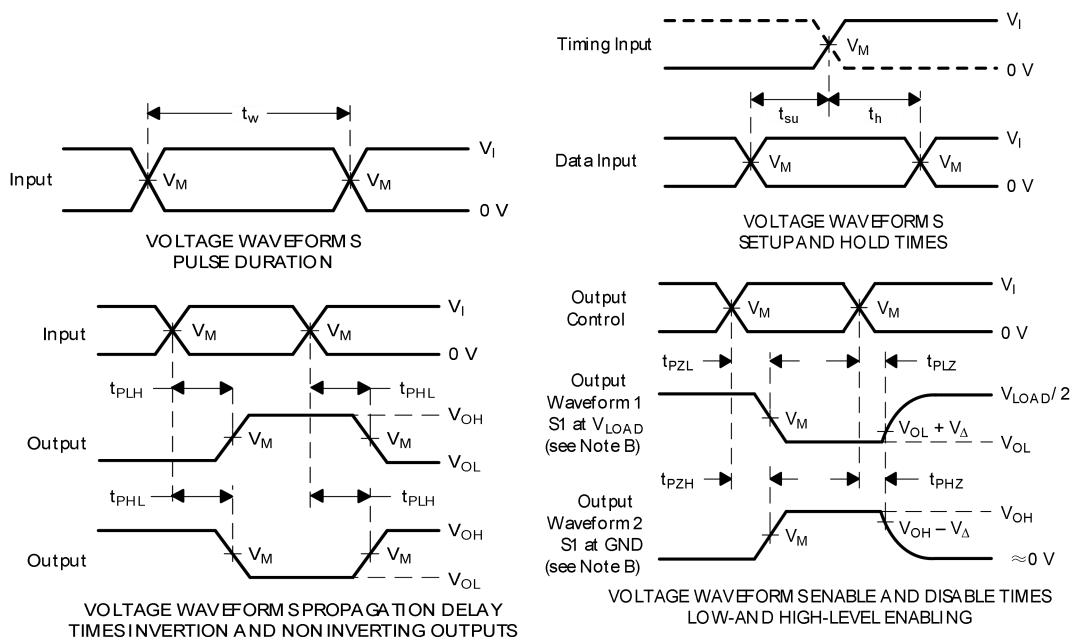 t_w
Input
V_I
V_M
V_M
0 V
VOLTAGE WAVEFORMS
PULSE DURATION
Timing Input
V_I
V_M
0 V
t_su
t_h
Data Input
V_I
V_M
V_M
0 V
VOLTAGE WAVEFORMS
SETUP AND HOLD TIMES
Input
V_I
V_M
V_M
0 V
t_PLH
t_PHL
Output
V_OH
V_M
V_M
V_OL
t_PHL
t_PLH
Output
V_OH
V_M
V_M
V_OL
VOLTAGE WAVEFORMS PROPAGATION DELAY
TIMES INVERTION AND NON INVERTING OUTPUTS
Output
Control
V_I
V_M
V_M
0 V
t_PZL
t_PLZ
Output
Waveform 1
S1 at V_LOAD
(see Note B)
V_LOAD/ 2
V_M
V_OL + V_Δ
V_OL
t_PZH
t_PHZ
Output
Waveform 2
S1 at GND
(see Note B)
V_OH
V_M
V_OH − V_Δ
≈0 V
VOLTAGE WAVEFORMS ENABLE AND DISABLE TIMES
LOW-AND HIGH-LEVEL ENABLING